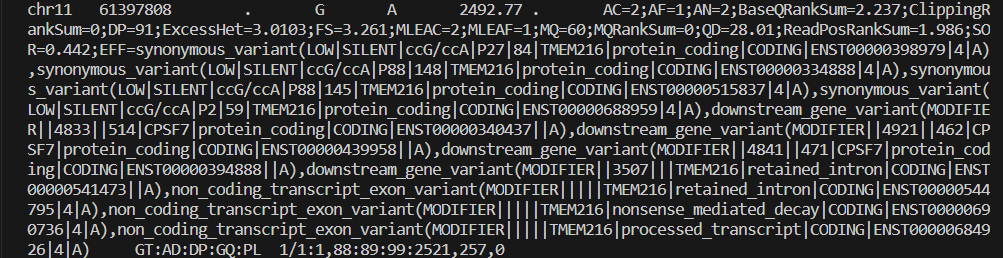 chr11 61397808 . G A 2492.77 . AC=2;AF=1;AN=2;BaseQRankSum=2.237;ClippingR
ankSum=0;DP=91;ExcessHet=3.0103;FS=3.261;MLEAC=2;MLEAF=1;MQ=60;MQRankSum=0;QD=28.01;ReadPosRankSum=1.986;SO
R=0.442;EFF=synonymous_variant(LOW|SILENT|ccG/ccA|P27|84|TMEM216|protein_coding|CODING|ENST00000398979|4|A)
,synonymous_variant(LOW|SILENT|ccG/ccA|P88|148|TMEM216|protein_coding|CODING|ENST00000334888|4|A),synonymou
s_variant(LOW|SILENT|ccG/ccA|P88|145|TMEM216|protein_coding|CODING|ENST00000515837|4|A),synonymous_variant(
LOW|SILENT|ccG/ccA|P2|59|TMEM216|protein_coding|CODING|ENST00000688959|4|A),downstream_gene_variant(MODIFIE
R||4833||514|CPSF7|protein_coding|CODING|ENST00000340437||A),downstream_gene_variant(MODIFIER||4921||462|CP
SF7|protein_coding|CODING|ENST00000439958||A),downstream_gene_variant(MODIFIER||4841||471|CPSF7|protein_cod
ing|CODING|ENST00000394888||A),downstream_gene_variant(MODIFIER||3507|||TMEM216|retained_intron|CODING|ENST
00000541473||A),non_coding_transcript_exon_variant(MODIFIER|||||TMEM216|retained_intron|CODING|ENST00000544
795|4|A),non_coding_transcript_exon_variant(MODIFIER|||||TMEM216|nonsense_mediated_decay|CODING|ENST0000069
0736|4|A),non_coding_transcript_exon_variant(MODIFIER|||||TMEM216|processed_transcript|CODING|ENST000006849
26|4|A) GT:AD:DP:GQ:PL 1/1:1,88:89:99:2521,257,0